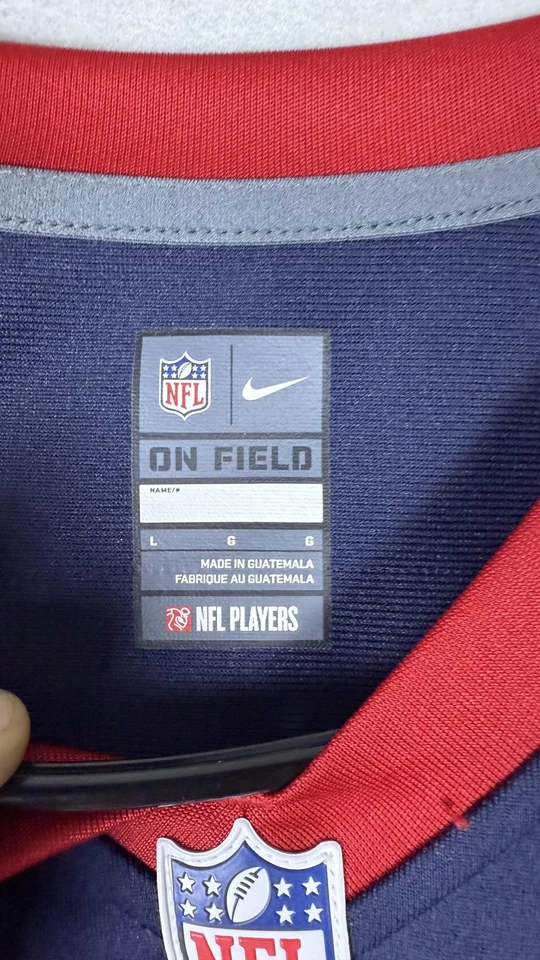 NFL
ON FIELD
NAME/#
L G G
MADE IN GUATEMALA
FABRIQUE AU GUATEMALA
NFL PLAYERS
NFL